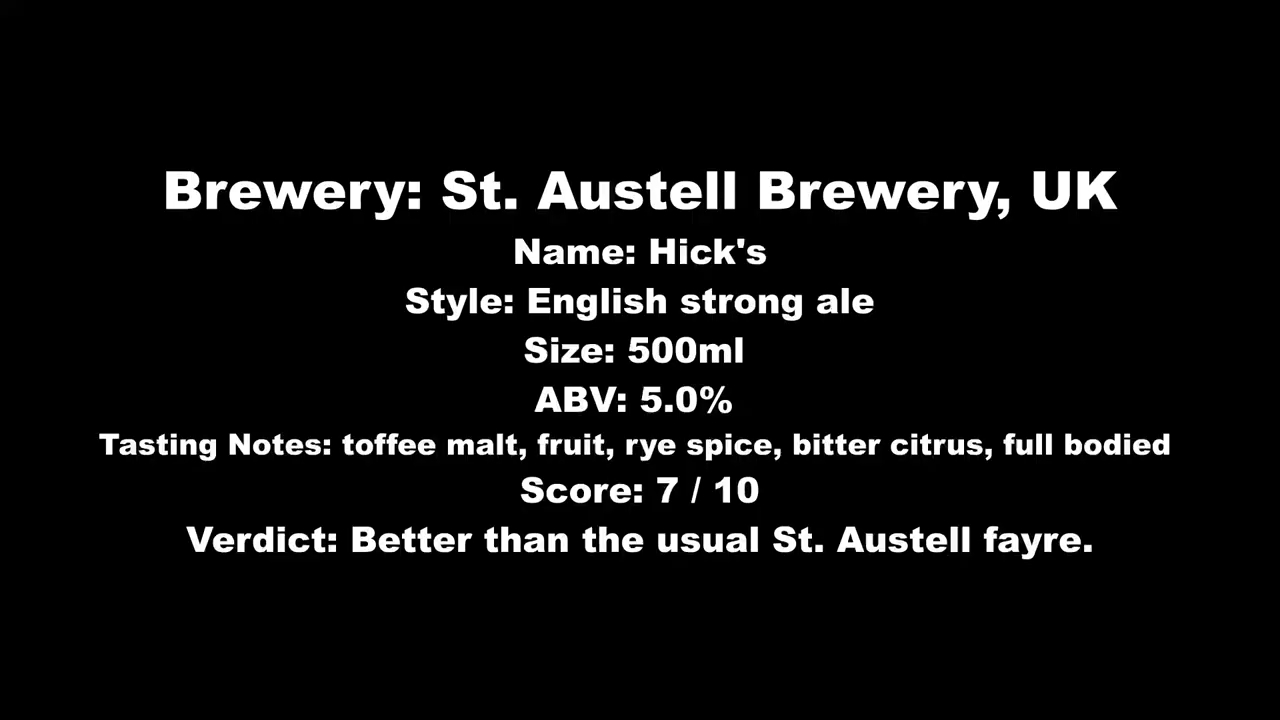 Brewery: St. Austell Brewery, UK
Name: Hick's
Style: English strong ale
Size: 500ml
ABV: 5.0%
Tasting Notes: toffee malt, fruit, rye spice, bitter citrus, full bodied
Score: 7 / 10
Verdict: Better than the usual St. Austell fayre.